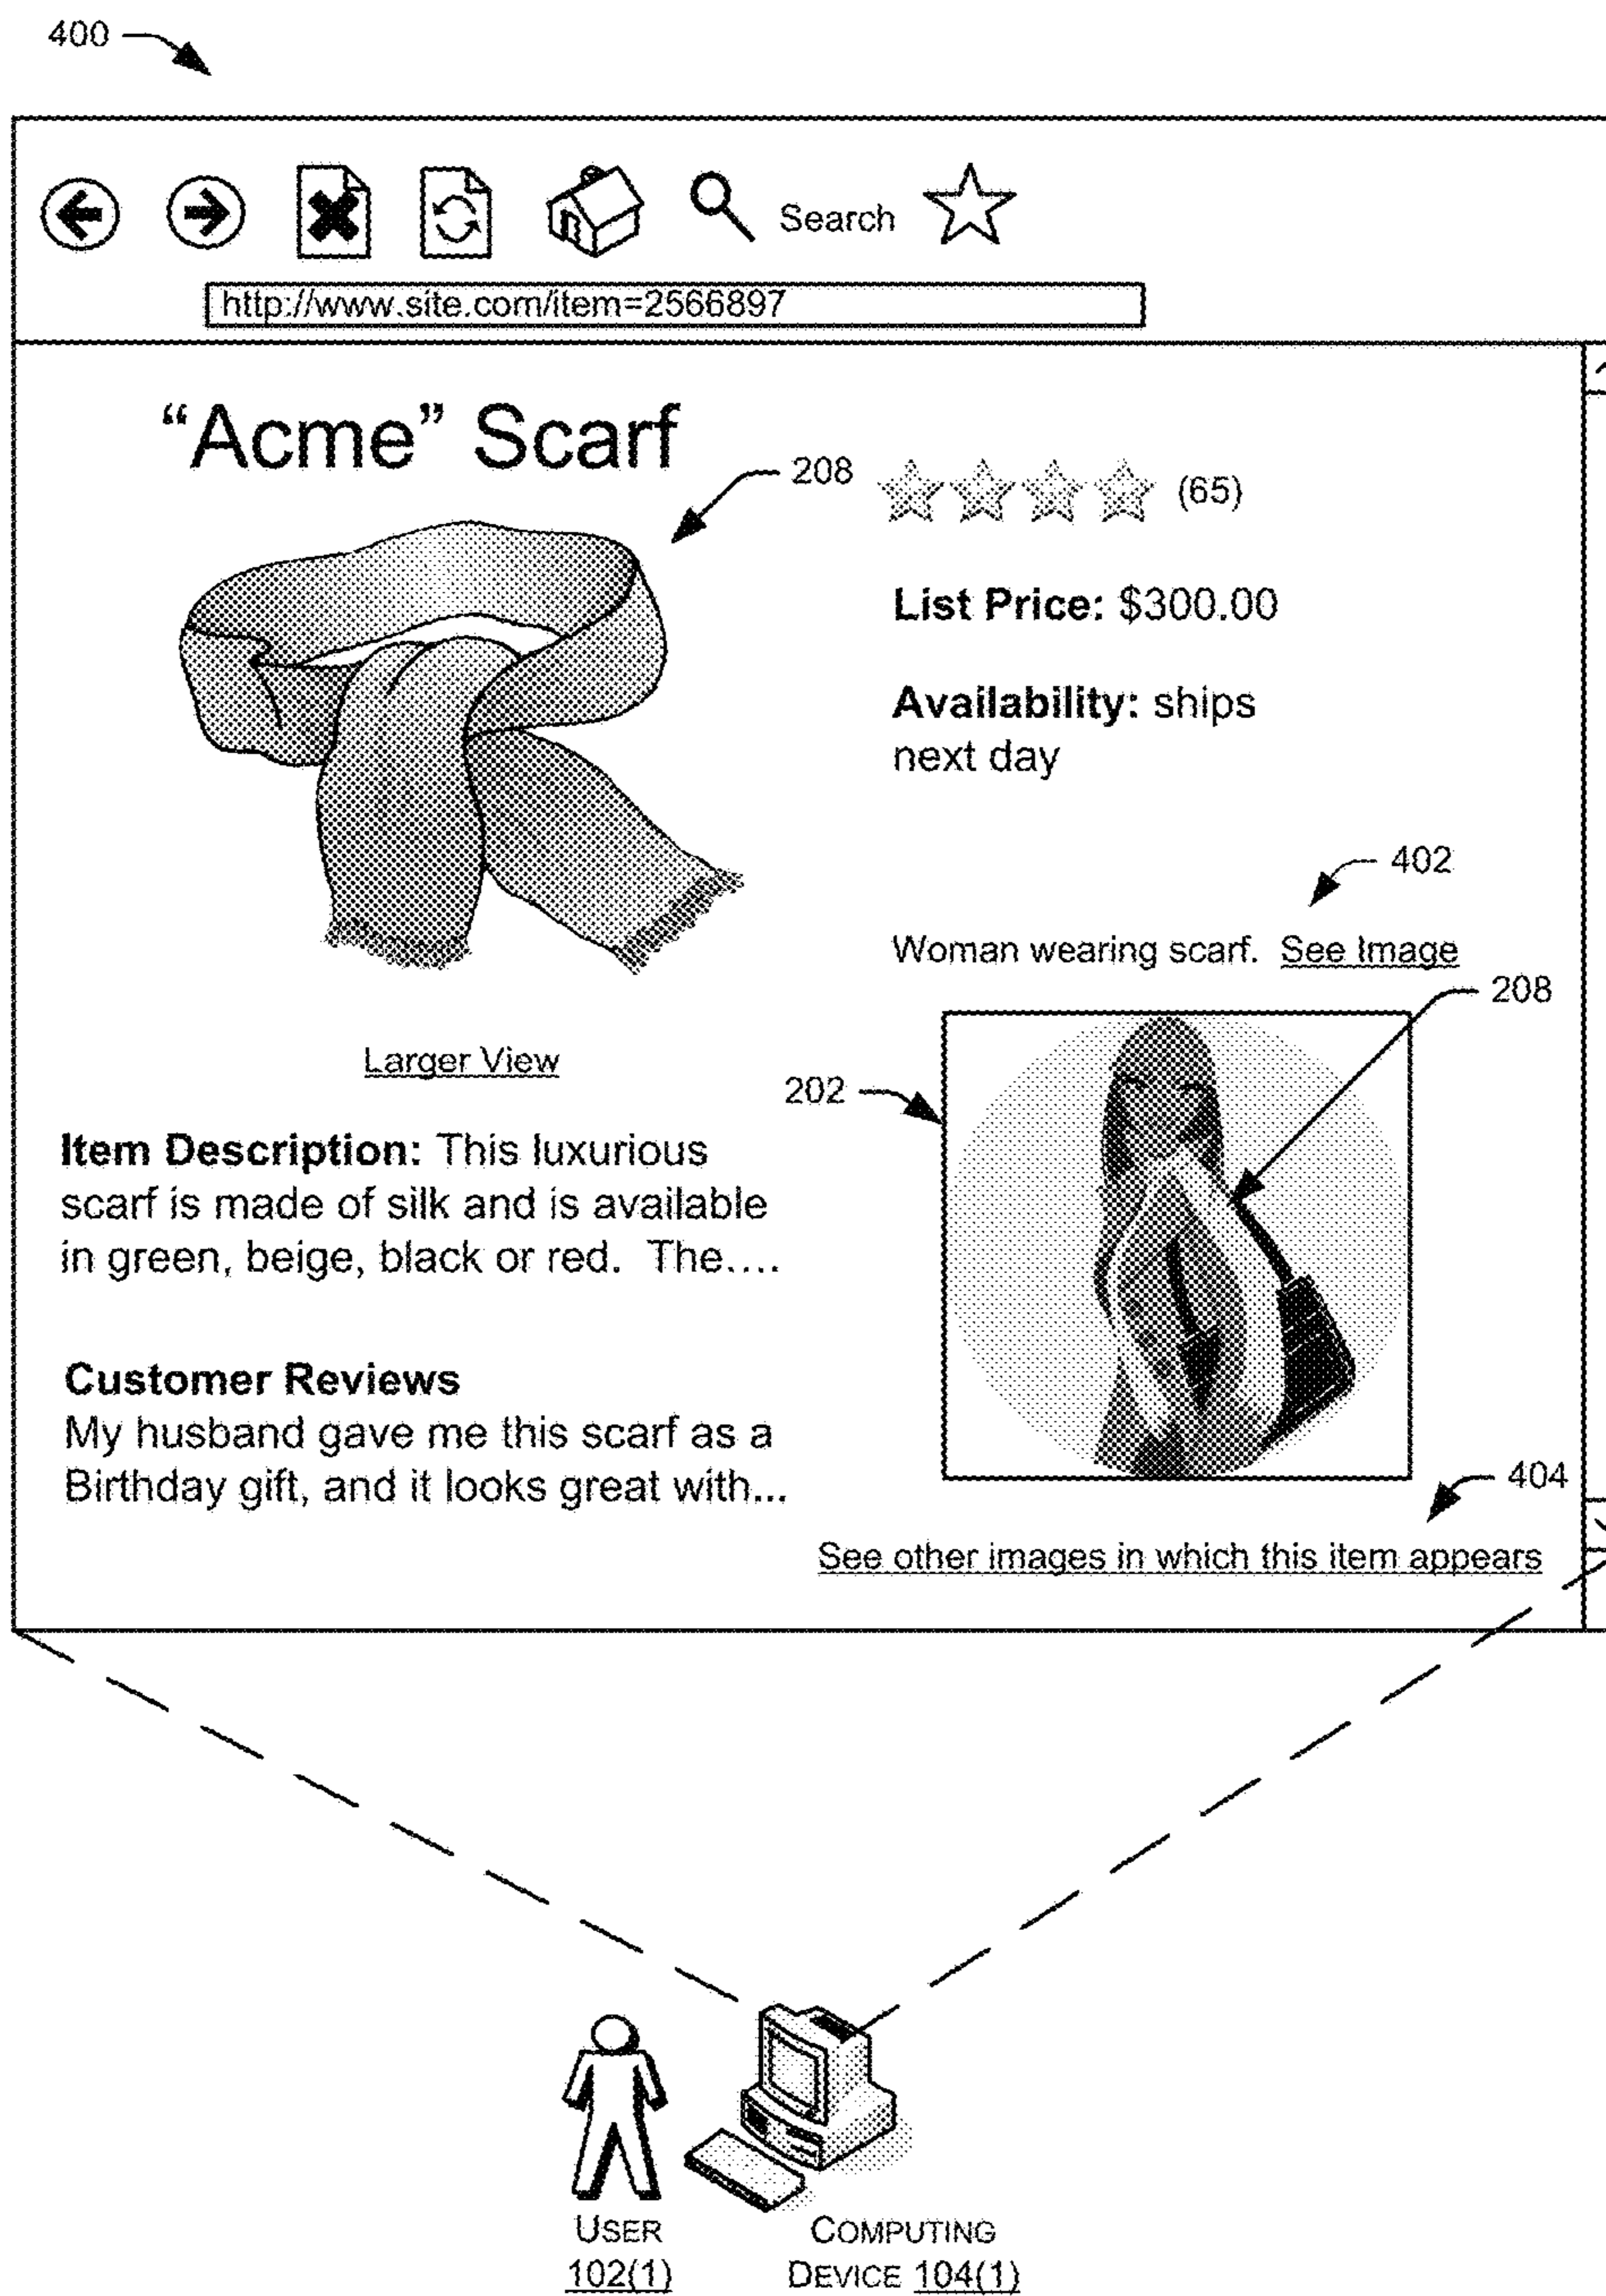 400
Search
http://www.site.com/item=2566897
“Acme” Scarf
208
(65)
List Price: $300.00
Availability: ships
next day
402
Woman wearing scarf. See Image
208
Larger View
202
Item Description: This luxurious
scarf is made of silk and is available
in green, beige, black or red. The....
Customer Reviews
My husband gave me this scarf as a
Birthday gift, and it looks great with...
404
See other images in which this item appears
USER
102(1)
COMPUTING
DEVICE 104(1)